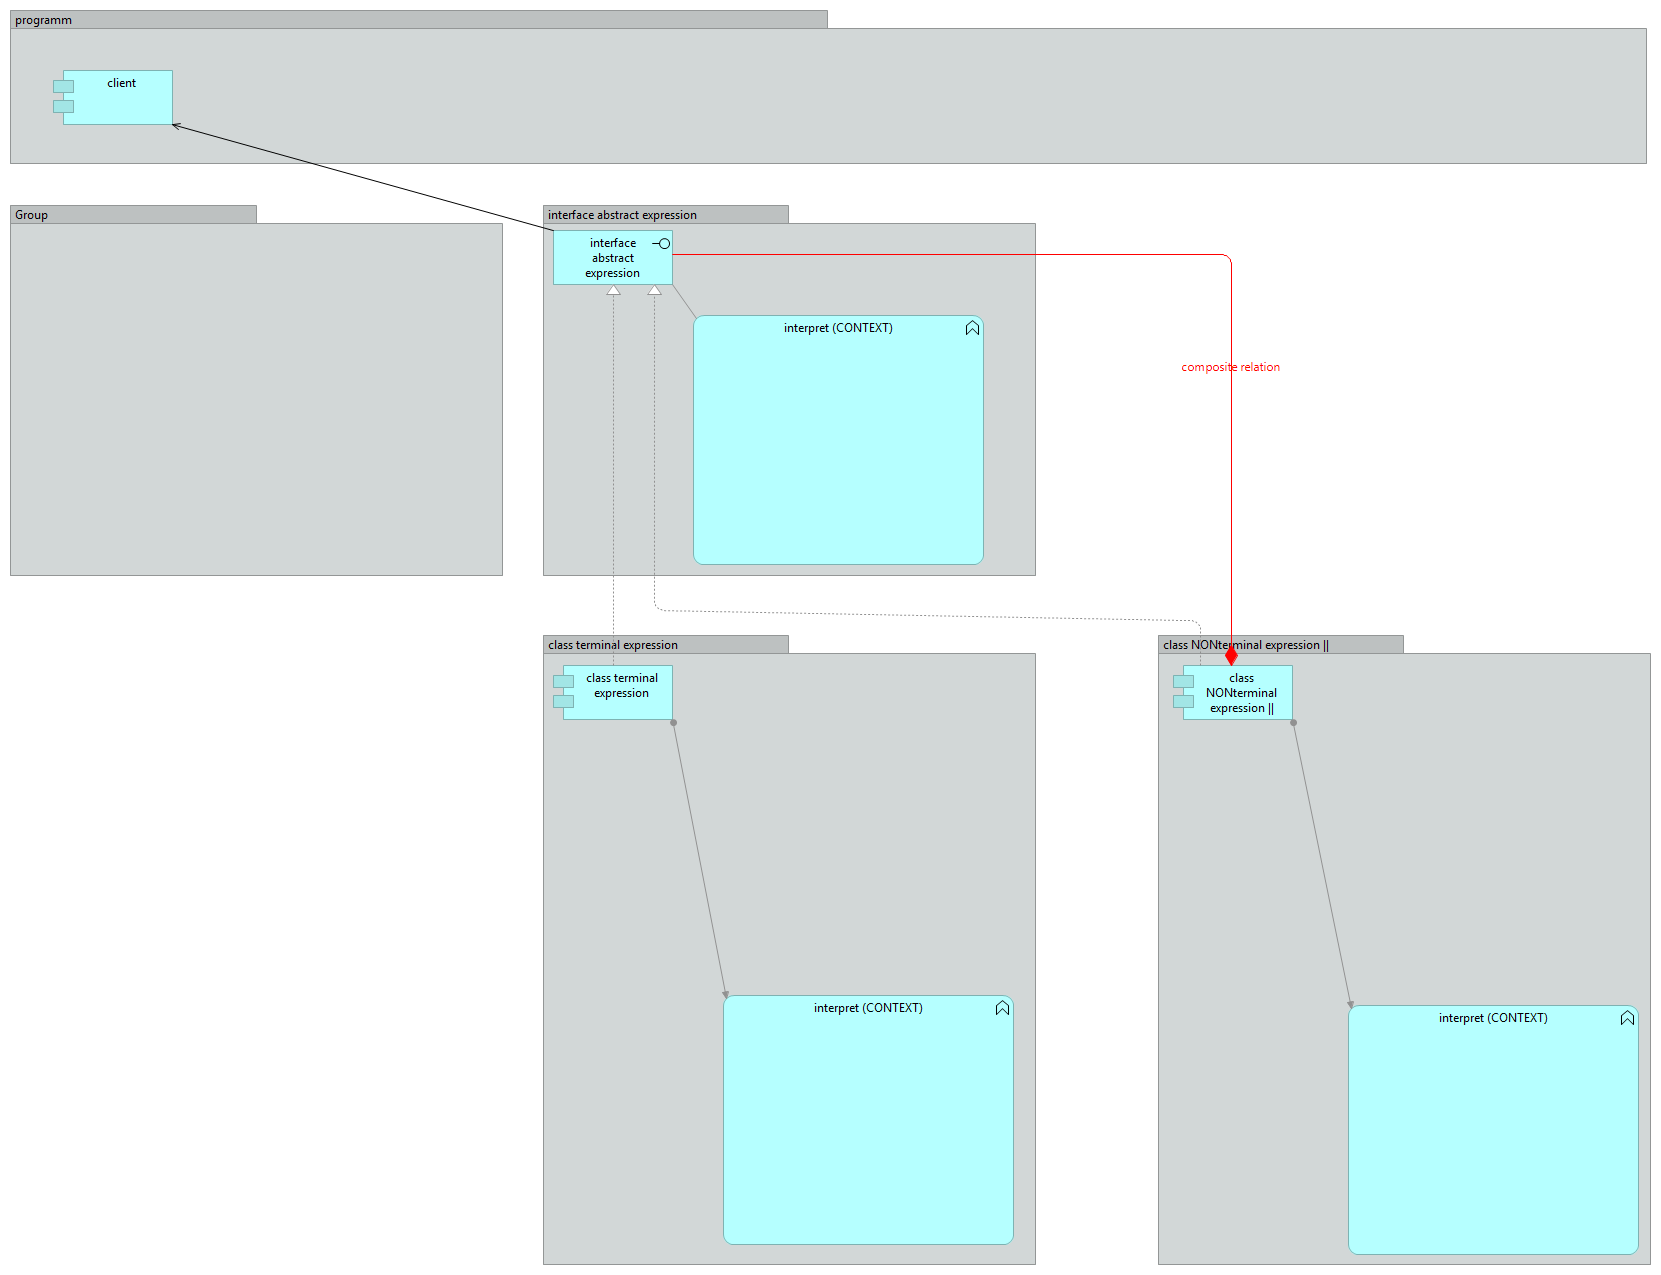 programm
client
Group
interface abstract expression
interface
abstract
expression
interpret (CONTEXT)
composite relation
class terminal expression
class terminal
expression
interpret (CONTEXT)
class NONterminal expression ||
class
NONterminal
expression ||
interpret (CONTEXT)